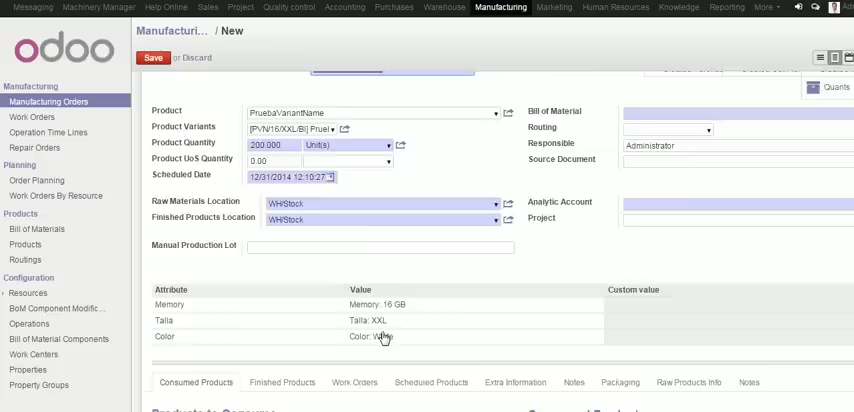 Messaging Machinery Manager Help Online Sales Project Quality control Accounting Purchases Warehouse Manufacturing Marketing Human Resources Knowledge Reporting More
odoo
Manufacturi... / New
Save or Discard
Quants
Manufacturing
Manufacturing Orders
Work Orders
Operation Time Lines
Repair Orders
Planning
Order Planning
Work Orders By Resource
Products
Bill of Materials
Products
Routings
Configuration
Resources
BoM Component Modific...
Operations
Bill of Material Components
Work Centers
Properties
Property Groups
Product PruebaVariantName Bill of Material
Product Variants [PVN/16/XXL/Bl] Pruel Routing
Product Quantity 200.000 Unit(s) Responsible Administrator
Product UoS Quantity 0.00 Source Document
Scheduled Date 12/31/2014 12:10:27
Raw Materials Location WH/Stock Analytic Account
Finished Products Location WH/Stock Project
Manual Production Lot
Attribute Value Custom value
Memory Memory: 16 GB
Talla Talla: XXL
Color Color: White
Consumed Products Finished Products Work Orders Scheduled Products Extra Information Notes Packaging Raw Products Info Notes